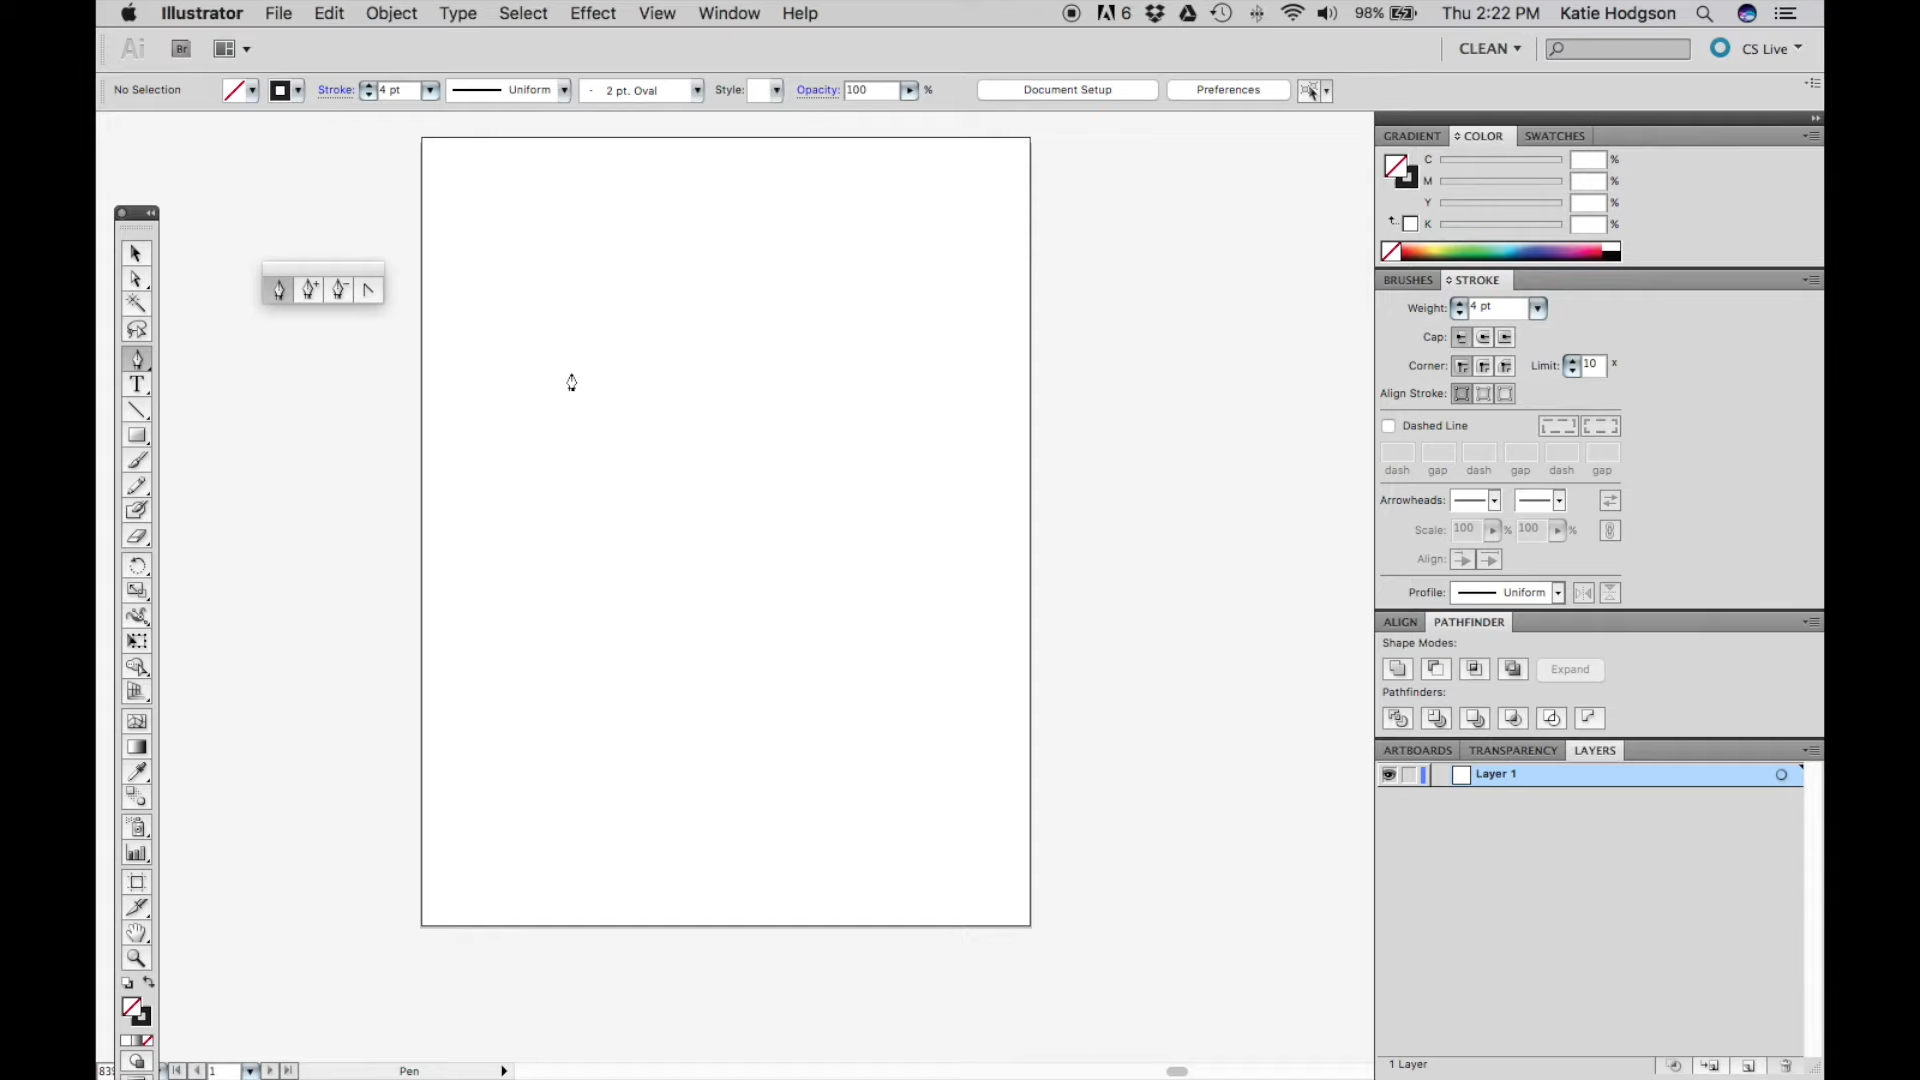 Illustrator File Edit Object Type Select Effect View Window Help 6 98% Thu 2:22 PM Katie Hodgson
Ai Br CLEAN CS Live
No Selection Stroke: 4 pt Uniform 2 pt. Oval Style: Opacity: 100 % Document Setup Preferences
GRADIENT COLOR SWATCHES
C %
M %
Y %
K %
BRUSHES STROKE
Weight: 4 pt
Cap:
Corner: Limit: 10 x
Align Stroke:
Dashed Line
dash gap dash gap dash gap
Arrowheads:
Scale: 100 % 100 %
Align:
Profile: Uniform
ALIGN PATHFINDER
Shape Modes:
Expand
Pathfinders:
ARTBOARDS TRANSPARENCY LAYERS
Layer 1
1 Layer
T
1 Pen